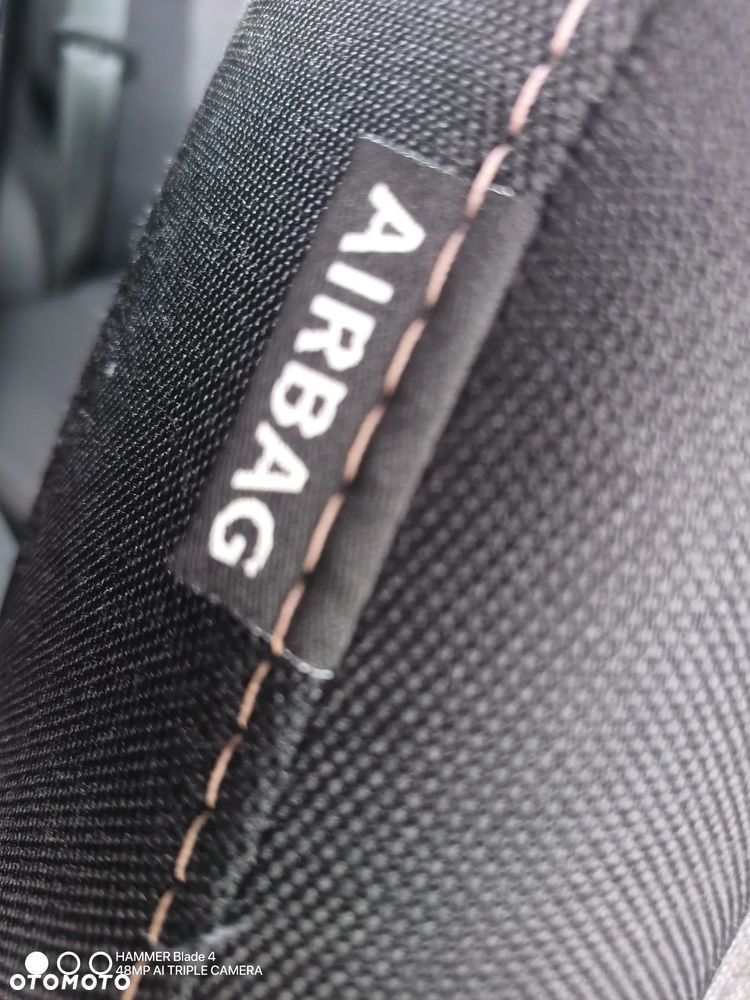 AIRBAG
HAMMER Blade 4
48MP AI TRIPLE CAMERA
OTOMOTO